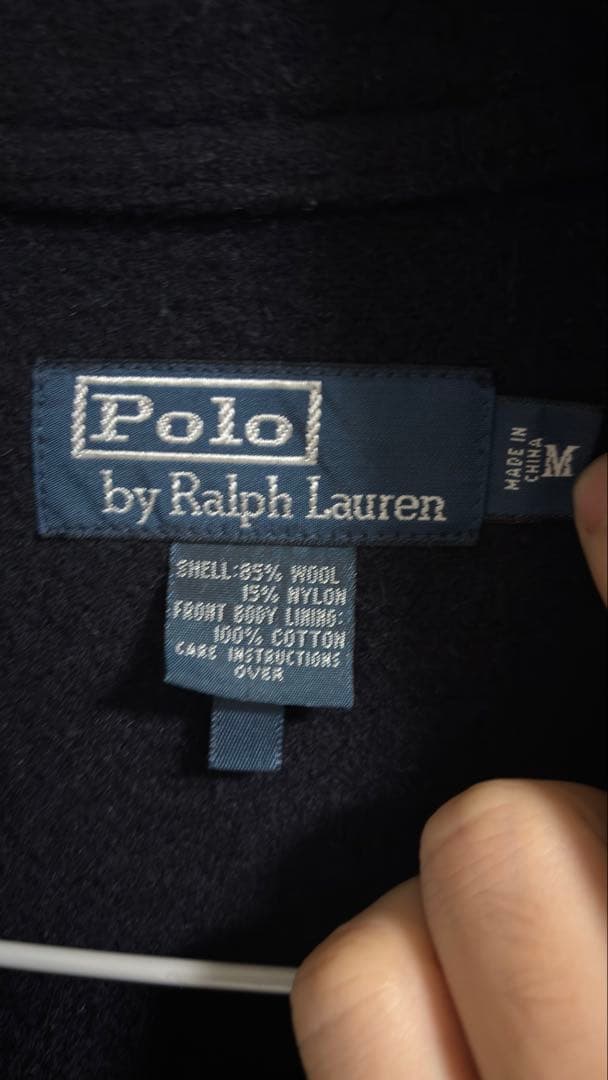 Polo
by Ralph Lauren
MADE IN
CHINA
M
SHELL:85% WOOL
15% NYLON
FRONT BODY LINING:
100% COTTON
CARE INSTRUCTIONS
OVER